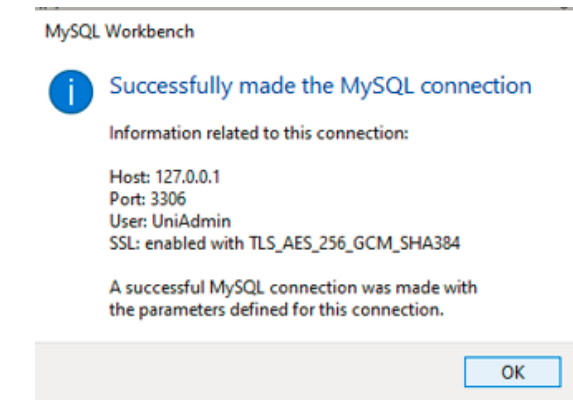 MySQL Workbench
Successfully made the MySQL connection
Information related to this connection:
Host: 127.0.0.1
Port: 3306
User: UniAdmin
SSL: enabled with TLS_AES_256_GCM_SHA384
A successful MySQL connection was made with
the parameters defined for this connection.
OK